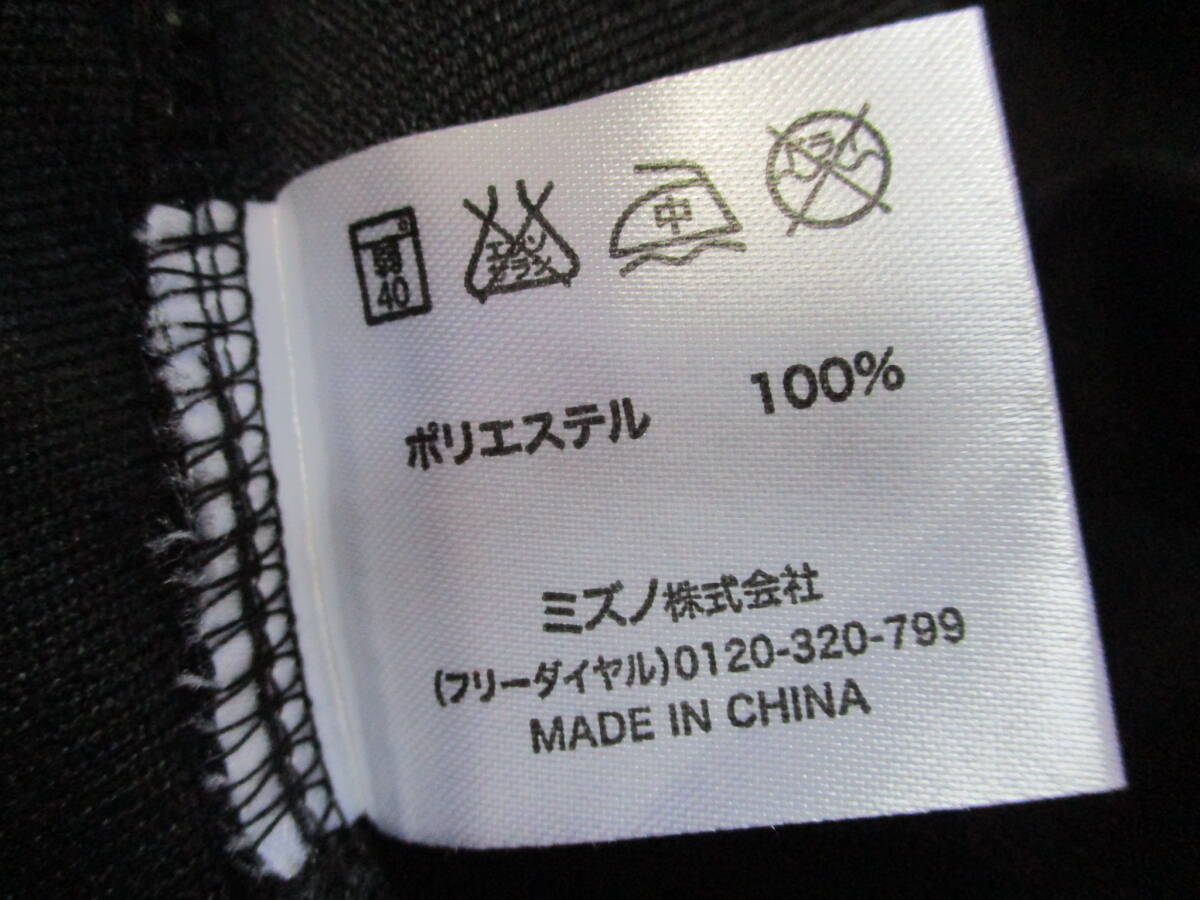 弱
40
エンソ
サラシ
中
ドライ
ポリエステル 100%
ミズノ株式会社
(フリーダイヤル)0120-320-799
MADE IN CHINA